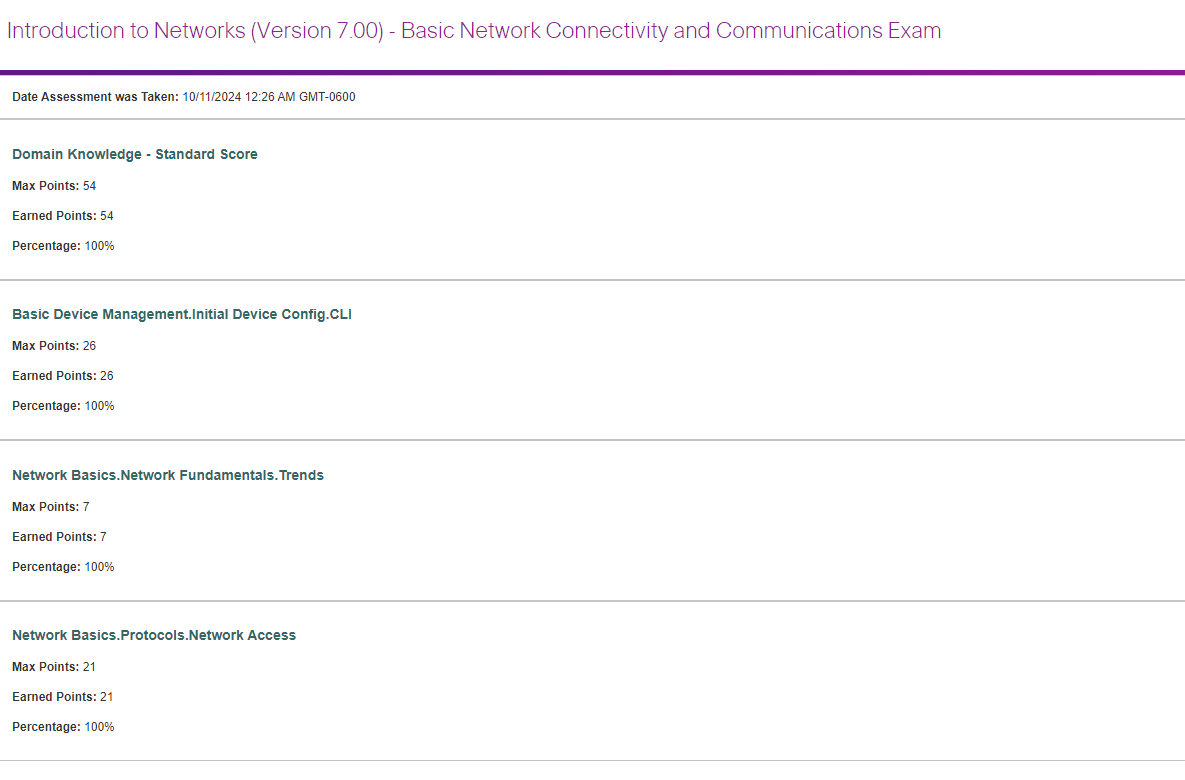 Introduction to Networks (Version 7.00) - Basic Network Connectivity and Communications Exam
Date Assessment was Taken: 10/11/2024 12:26 AM GMT-0600
Domain Knowledge - Standard Score
Max Points: 54
Earned Points: 54
Percentage: 100%
Basic Device Management.Initial Device Config.CLI
Max Points: 26
Earned Points: 26
Percentage: 100%
Network Basics.Network Fundamentals.Trends
Max Points: 7
Earned Points: 7
Percentage: 100%
Network Basics.Protocols.Network Access
Max Points: 21
Earned Points: 21
Percentage: 100%